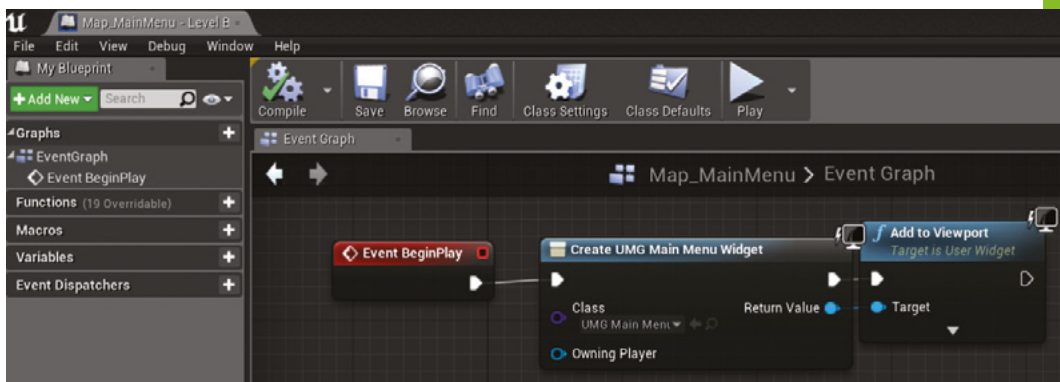 Map_MainMenu - Level B
File Edit View Debug Window Help
My Blueprint
+Add New Search
Compile Save Browse Find Class Settings Class Defaults Play
Graphs
Event Graph
EventGraph
Event BeginPlay
Map_MainMenu > Event Graph
Functions (19 Overridable)
Macros
Variables
Event Dispatchers
Event BeginPlay
Create UMG Main Menu Widget
Add to Viewport
Target is User Widget
Class
UMG Main Menu
Return Value
Target
Owning Player